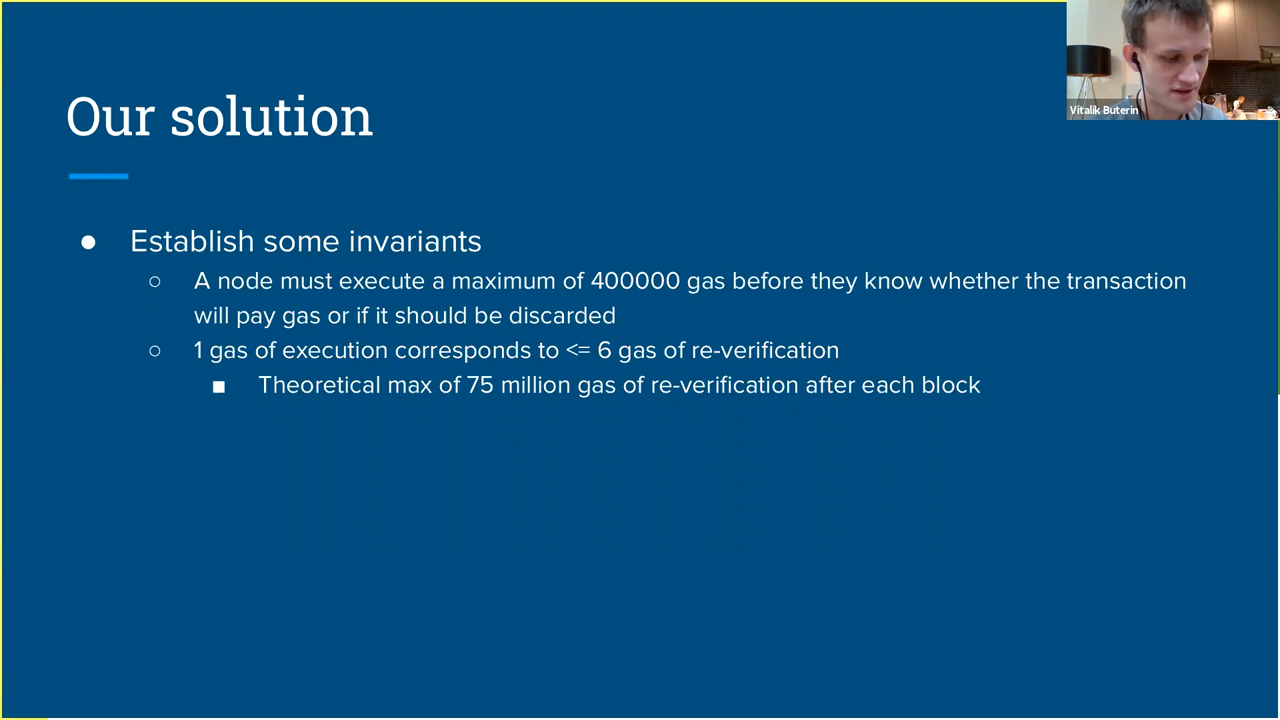 Vitalik Buterin
Our solution
● Establish some invariants
○ A node must execute a maximum of 400000 gas before they know whether the transaction
will pay gas or if it should be discarded
○ 1 gas of execution corresponds to <= 6 gas of re-verification
■ Theoretical max of 75 million gas of re-verification after each block